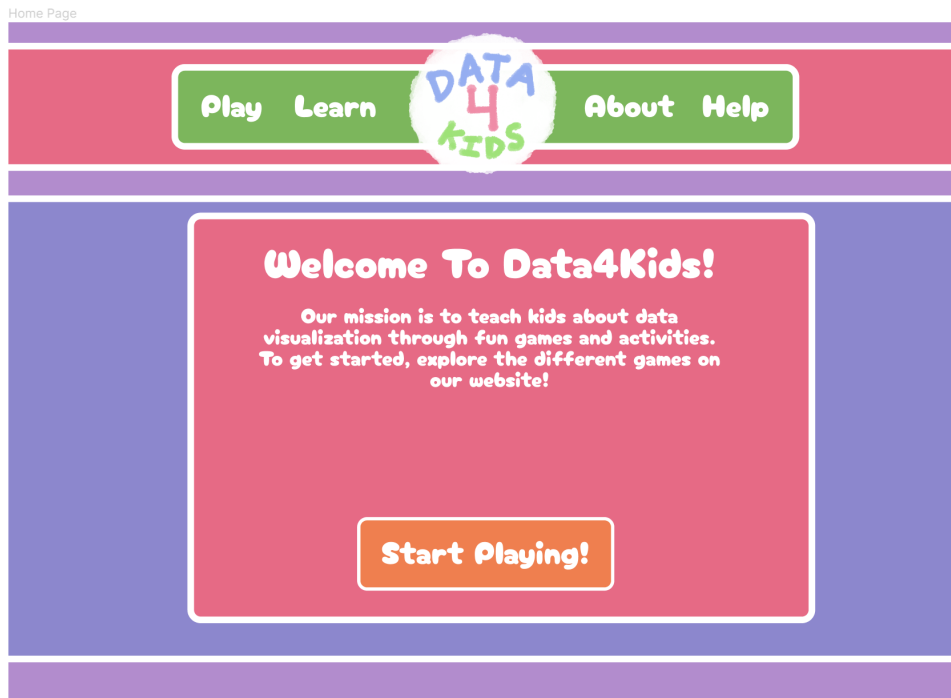 Home Page
Play Learn
DATA
4
KIDS
About Help
Welcome To Data4Kids!
Our mission is to teach kids about data
visualization through fun games and activities.
To get started, explore the different games on
our website!
Start Playing!